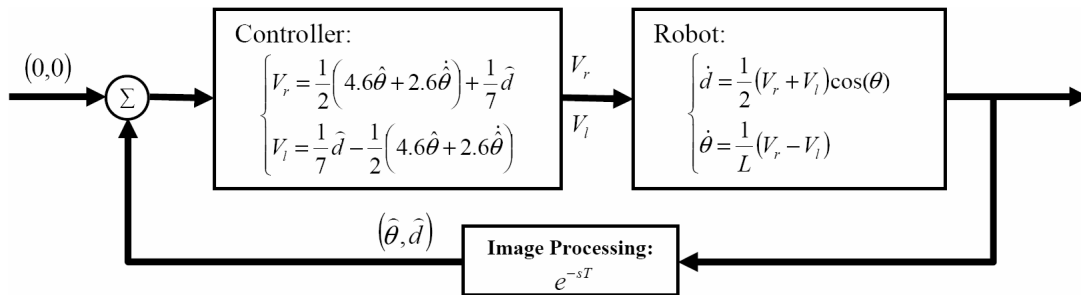 (0,0)
Σ
Controller:
{ V_r = 1/2 (4.6θ̂ + 2.6θ̂̇) + 1/7 d̂
V_l = 1/7 d̂ − 1/2 (4.6θ̂ + 2.6θ̂̇)
V_r
V_l
Robot:
{ ḋ = 1/2 (V_r + V_l) cos(θ)
θ̇ = 1/L (V_r − V_l)
(θ̂, d̂)
Image Processing:
e^{−sT}